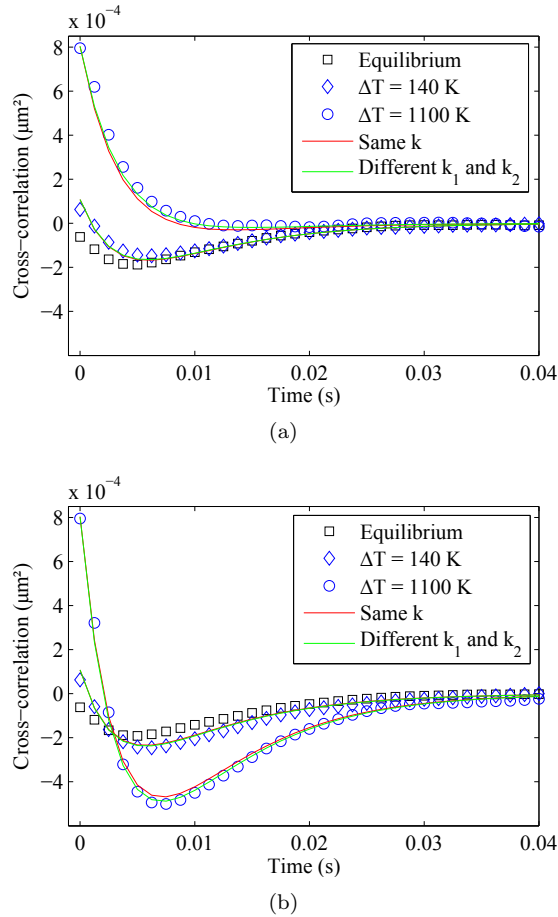 x 10⁻⁴
8
6
4
2
0
−2
−4
Cross−correlation (µm²)
Equilibrium
ΔT = 140 K
ΔT = 1100 K
Same k
Different k₁ and k₂
0 0.01 0.02 0.03 0.04
Time (s)
(a)
x 10⁻⁴
8
6
4
2
0
−2
−4
Cross−correlation (µm²)
Equilibrium
ΔT = 140 K
ΔT = 1100 K
Same k
Different k₁ and k₂
0 0.01 0.02 0.03 0.04
Time (s)
(b)